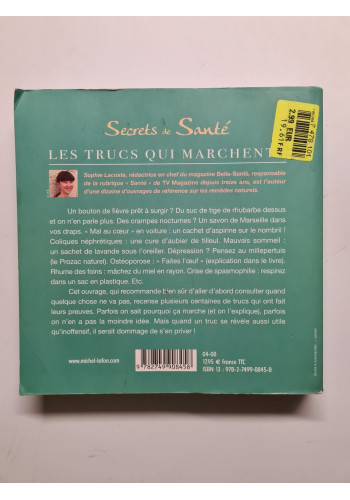 Secrets de Santé
LES TRUCS QUI MARCHENT
2,99 EUR
19.61FRF
Sophie Lacoste, rédactrice en chef du magazine Belle-Santé, responsable
de la rubrique « Santé » de TV Magazine depuis treize ans, est l'auteur
d'une dizaine d'ouvrages de référence sur les remèdes naturels.
Un bouton de fièvre prêt à surgir ? Du suc de tige de rhubarbe dessus
et on n'en parle plus. Des crampes nocturnes ? Un savon de Marseille dans
vos draps. « Mal au cœur » en voiture : un cachet d'aspirine sur le nombril !
Coliques néphrétiques : une cure d'aubier de tilleul. Mauvais sommeil :
un sachet de lavande sous l'oreiller. Dépression ? Pensez au millepertuis
(le Prozac naturel). Ostéoporose : « Faites l'œuf » (explication dans le livre).
Rhume des foins : mâchez du miel en rayon. Crise de spasmophilie : respirez
dans un sac en plastique. Etc.
Cet ouvrage, qui recommande bien sûr d'aller d'abord consulter quand
quelque chose ne va pas, recense plusieurs centaines de trucs qui ont fait
leurs preuves. Parfois on sait pourquoi ça marche (et on l'explique), parfois
on n'en a pas la moindre idée. Mais quand un truc se révèle aussi utile
qu'inoffensif, il serait dommage de s'en priver !
www.michel-lafon.com
9 782749 908458
04-08
12,95 € france TTC
ISBN 13 : 978-2-7499-0845-8